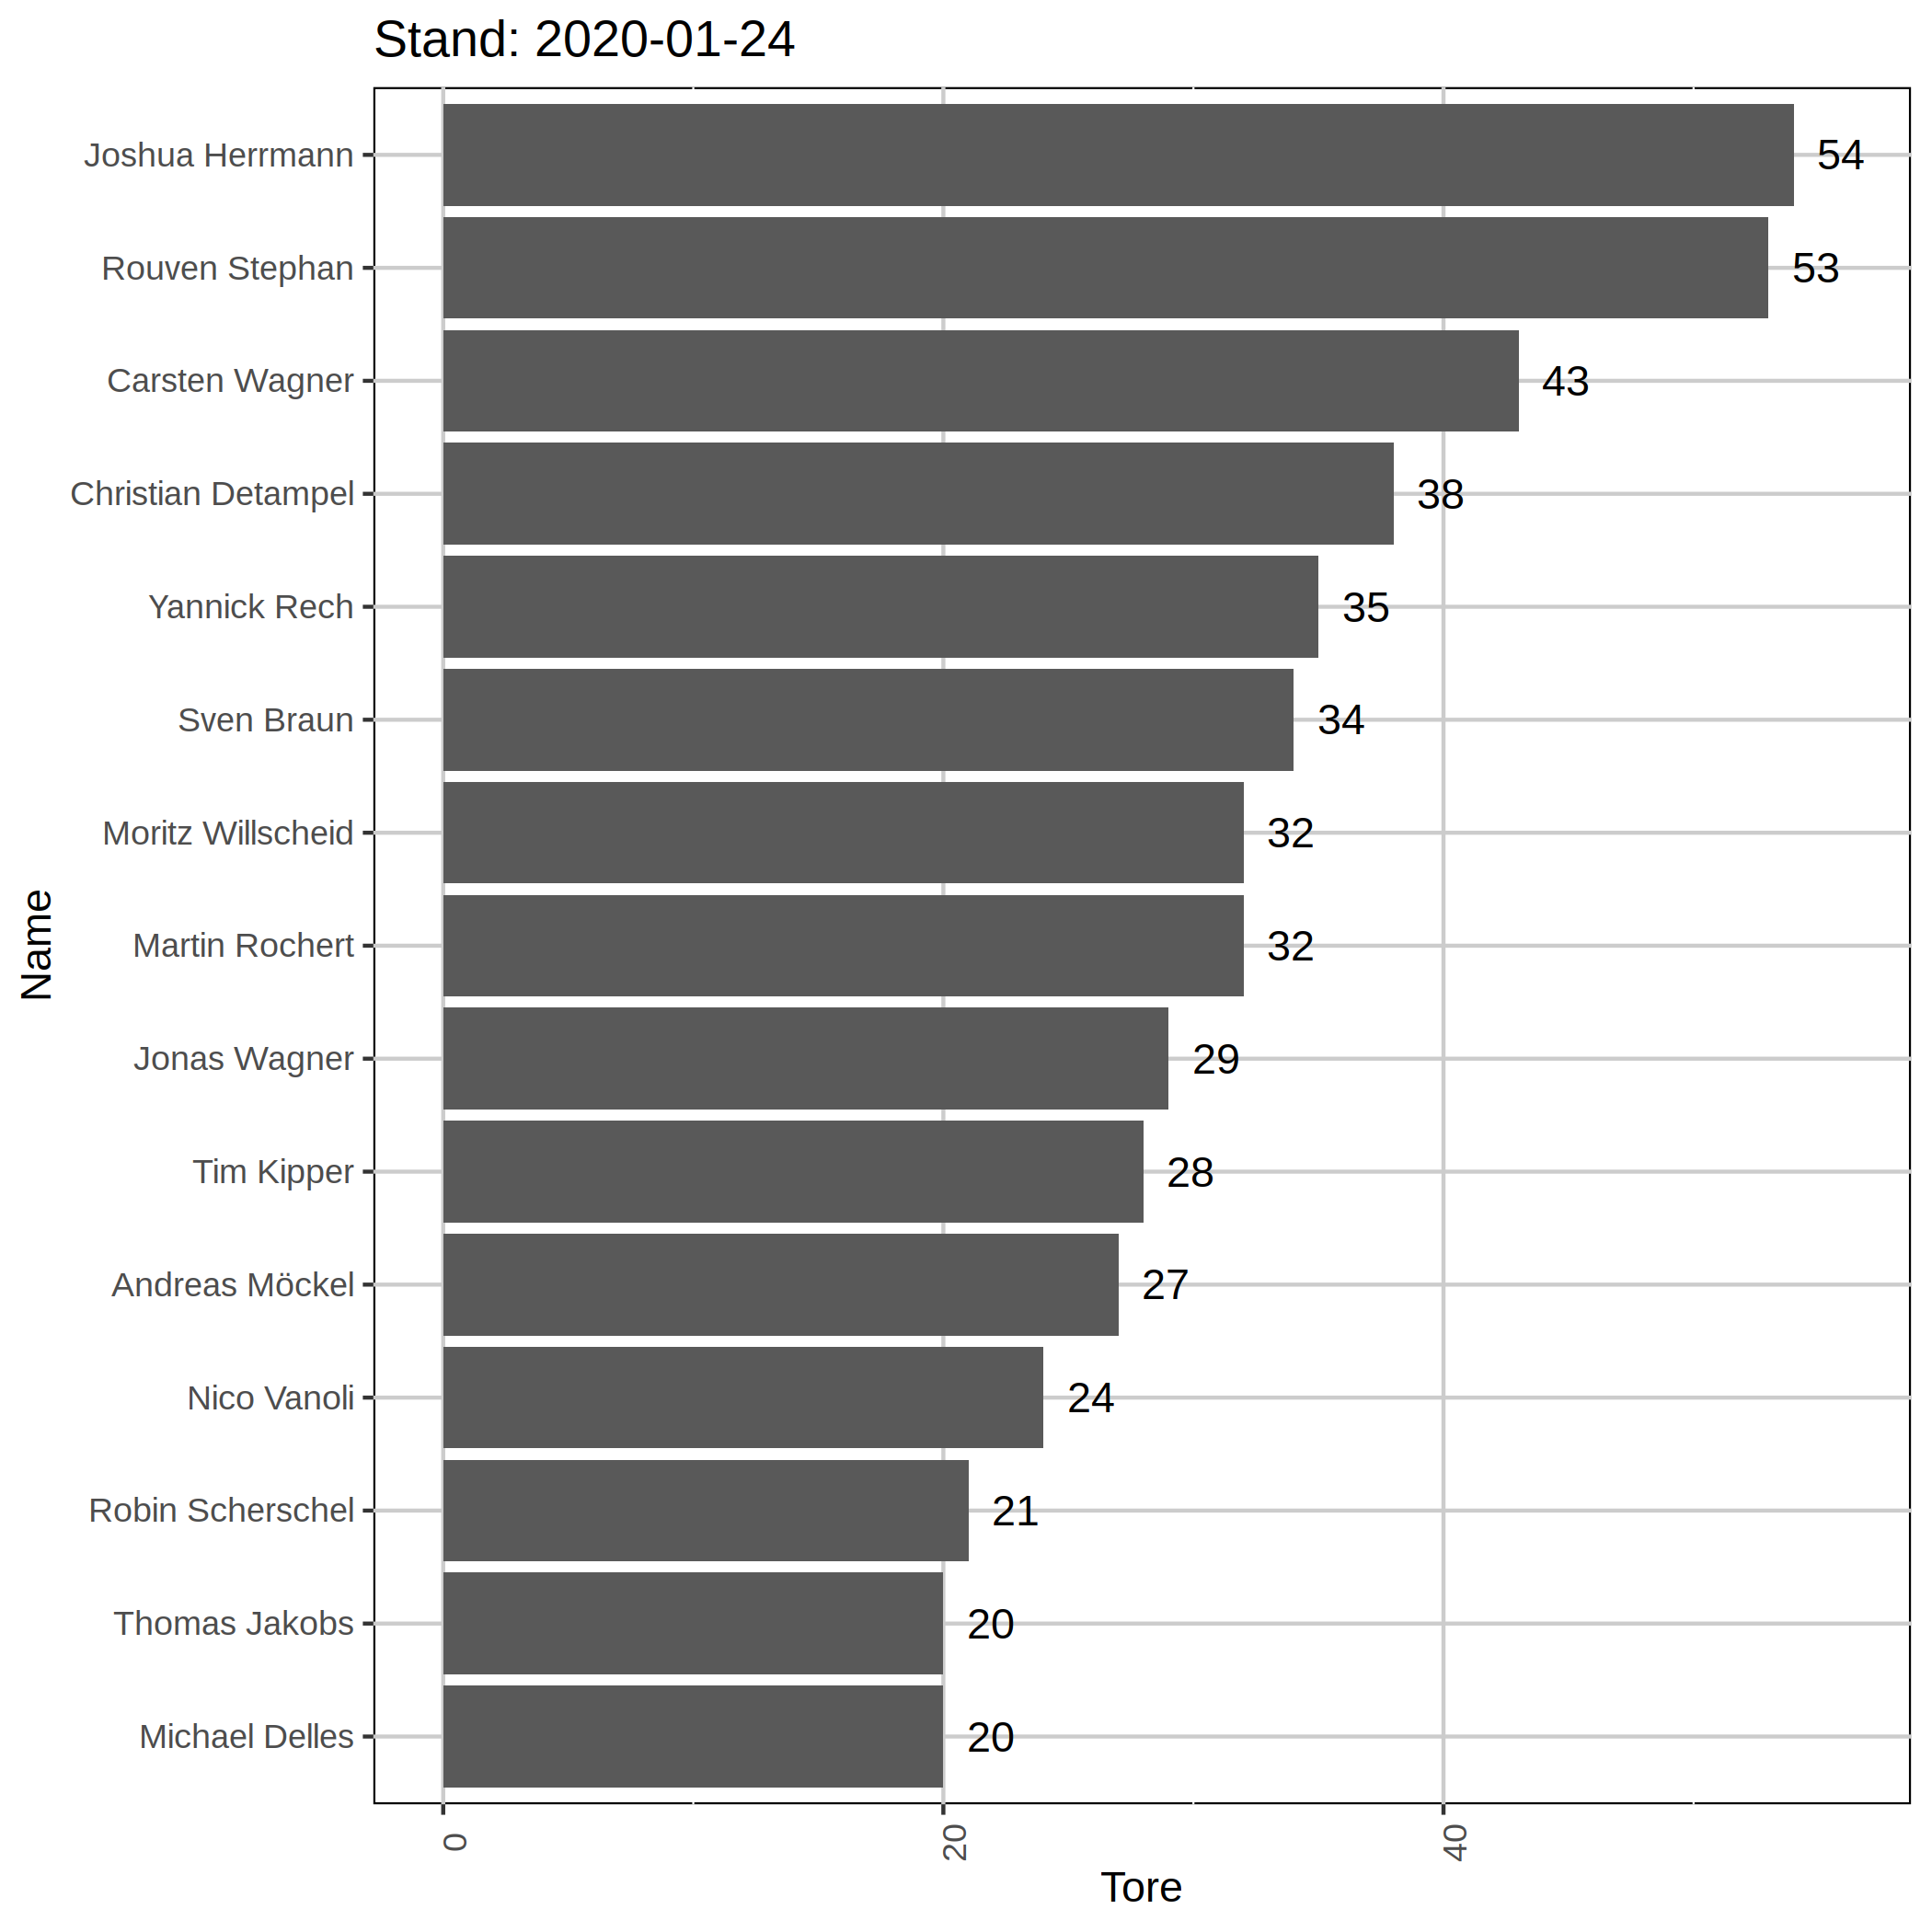 Stand: 2020-01-24
Joshua Herrmann 54
Rouven Stephan 53
Carsten Wagner 43
Christian Detampel 38
Yannick Rech 35
Sven Braun 34
Moritz Willscheid 32
Martin Rochert 32
Jonas Wagner 29
Tim Kipper 28
Andreas Möckel 27
Nico Vanoli 24
Robin Scherschel 21
Thomas Jakobs 20
Michael Delles 20
Name
0 20 40
Tore